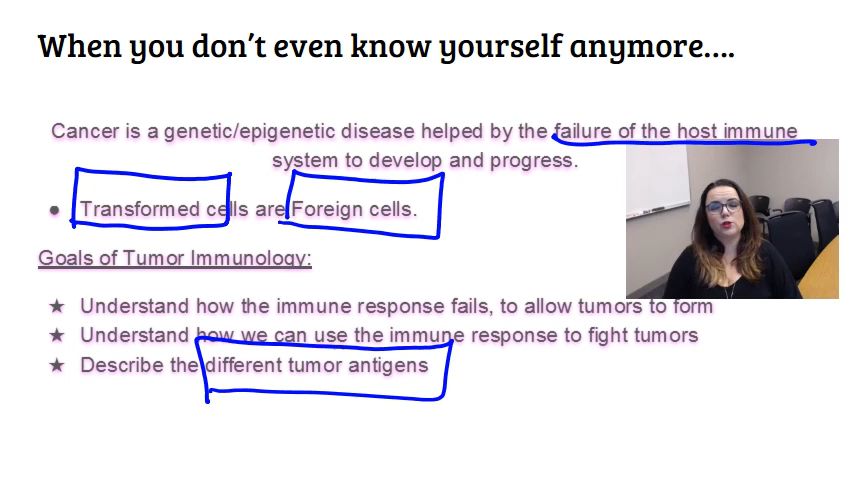 When you don't even know yourself anymore….
Cancer is a genetic/epigenetic disease helped by the failure of the host immune
system to develop and progress.
● Transformed cells are Foreign cells.
Goals of Tumor Immunology:
★ Understand how the immune response fails, to allow tumors to form
★ Understand how we can use the immune response to fight tumors
★ Describe the different tumor antigens